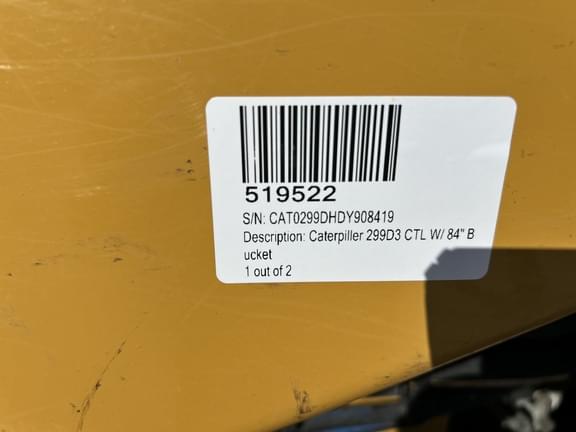 519522
S/N: CAT0299DHDY908419
Description: Caterpiller 299D3 CTL W/ 84" B
ucket
1 out of 2